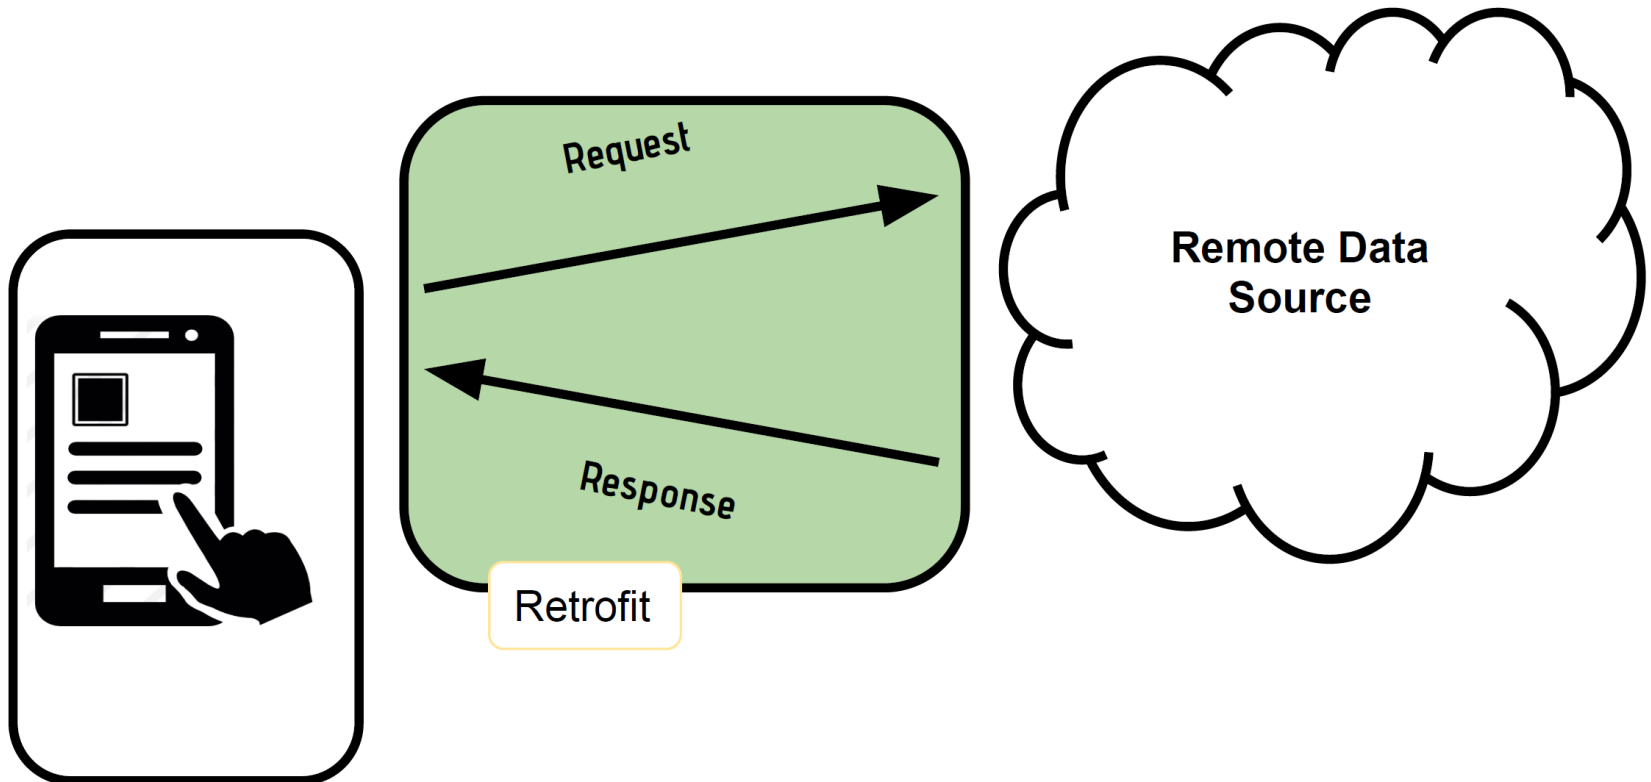 Request
Remote Data
Source
Response
Retrofit